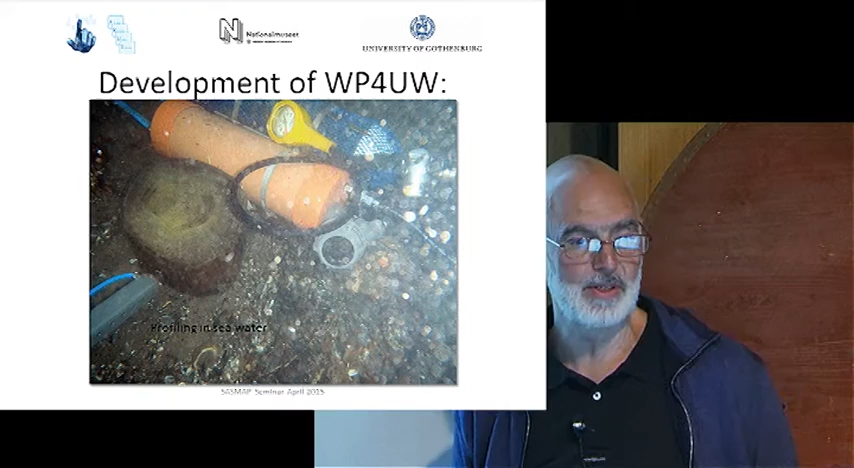 Nationalmuseet
UNIVERSITY OF GOTHENBURG
Development of WP4UW:
Profiling in sea water
SASMAP Seminar April 2015